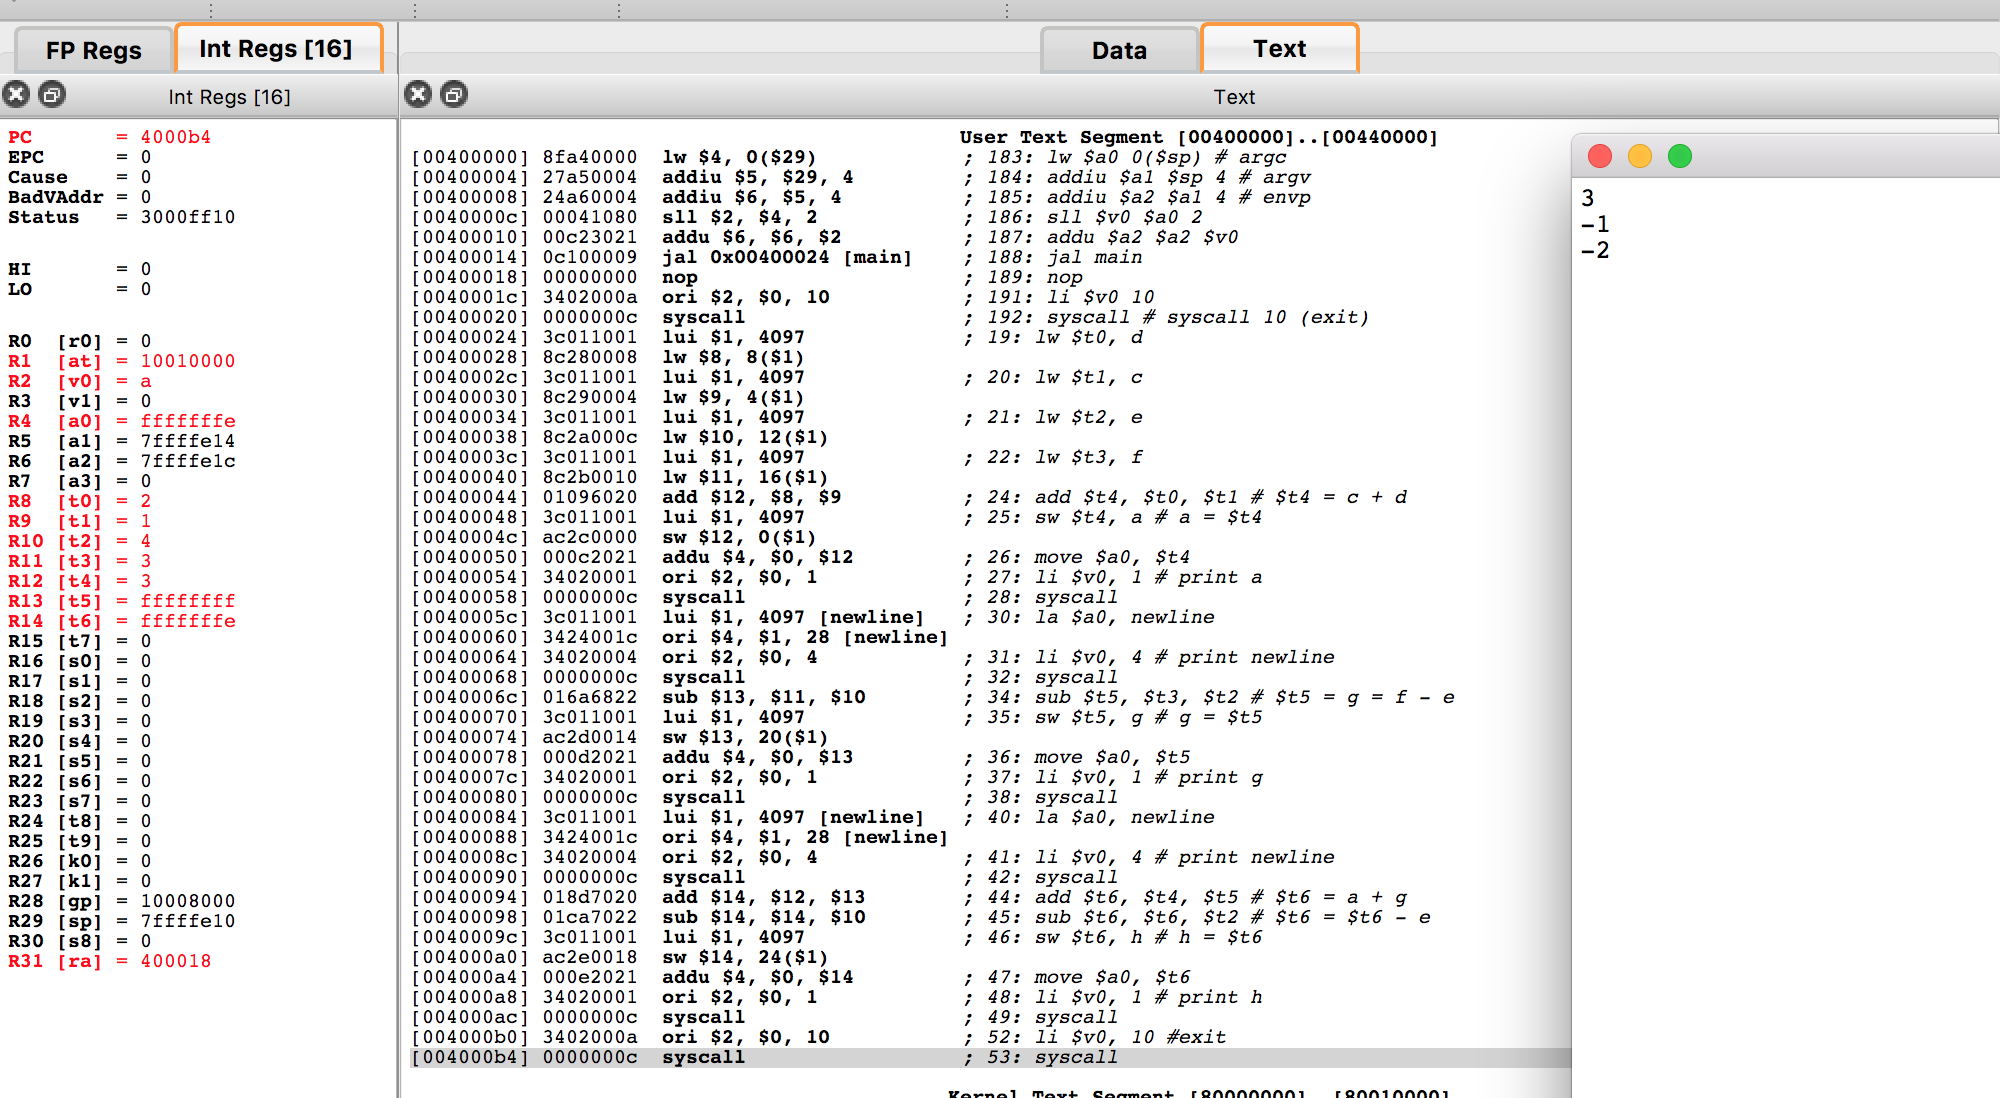 FP Regs
Int Regs [16]
Data
Text
Int Regs [16]
Text
PC = 4000b4
EPC = 0
Cause = 0
BadVAddr = 0
Status = 3000ff10
HI = 0
LO = 0
R0 [r0] = 0
R1 [at] = 10010000
R2 [v0] = a
R3 [v1] = 0
R4 [a0] = fffffffe
R5 [a1] = 7ffffe14
R6 [a2] = 7ffffe1c
R7 [a3] = 0
R8 [t0] = 2
R9 [t1] = 1
R10 [t2] = 4
R11 [t3] = 3
R12 [t4] = 3
R13 [t5] = ffffffff
R14 [t6] = fffffffe
R15 [t7] = 0
R16 [s0] = 0
R17 [s1] = 0
R18 [s2] = 0
R19 [s3] = 0
R20 [s4] = 0
R21 [s5] = 0
R22 [s6] = 0
R23 [s7] = 0
R24 [t8] = 0
R25 [t9] = 0
R26 [k0] = 0
R27 [k1] = 0
R28 [gp] = 10008000
R29 [sp] = 7ffffe10
R30 [s8] = 0
R31 [ra] = 400018
User Text Segment [00400000]..[00440000]
[00400000] 8fa40000 lw $4, 0($29) ; 183: lw $a0 0($sp) # argc
[00400004] 27a50004 addiu $5, $29, 4 ; 184: addiu $a1 $sp 4 # argv
[00400008] 24a60004 addiu $6, $5, 4 ; 185: addiu $a2 $a1 4 # envp
[0040000c] 00041080 sll $2, $4, 2 ; 186: sll $v0 $a0 2
[00400010] 00c23021 addu $6, $6, $2 ; 187: addu $a2 $a2 $v0
[00400014] 0c100009 jal 0x00400024 [main] ; 188: jal main
[00400018] 00000000 nop ; 189: nop
[0040001c] 3402000a ori $2, $0, 10 ; 191: li $v0 10
[00400020] 0000000c syscall ; 192: syscall # syscall 10 (exit)
[00400024] 3c011001 lui $1, 4097 ; 19: lw $t0, d
[00400028] 8c280008 lw $8, 8($1)
[0040002c] 3c011001 lui $1, 4097 ; 20: lw $t1, c
[00400030] 8c290004 lw $9, 4($1)
[00400034] 3c011001 lui $1, 4097 ; 21: lw $t2, e
[00400038] 8c2a000c lw $10, 12($1)
[0040003c] 3c011001 lui $1, 4097 ; 22: lw $t3, f
[00400040] 8c2b0010 lw $11, 16($1)
[00400044] 01096020 add $12, $8, $9 ; 24: add $t4, $t0, $t1 # $t4 = c + d
[00400048] 3c011001 lui $1, 4097 ; 25: sw $t4, a # a = $t4
[0040004c] ac2c0000 sw $12, 0($1)
[00400050] 000c2021 addu $4, $0, $12 ; 26: move $a0, $t4
[00400054] 34020001 ori $2, $0, 1 ; 27: li $v0, 1 # print a
[00400058] 0000000c syscall ; 28: syscall
[0040005c] 3c011001 lui $1, 4097 [newline] ; 30: la $a0, newline
[00400060] 3424001c ori $4, $1, 28 [newline]
[00400064] 34020004 ori $2, $0, 4 ; 31: li $v0, 4 # print newline
[00400068] 0000000c syscall ; 32: syscall
[0040006c] 016a6822 sub $13, $11, $10 ; 34: sub $t5, $t3, $t2 # $t5 = g = f - e
[00400070] 3c011001 lui $1, 4097 ; 35: sw $t5, g # g = $t5
[00400074] ac2d0014 sw $13, 20($1)
[00400078] 000d2021 addu $4, $0, $13 ; 36: move $a0, $t5
[0040007c] 34020001 ori $2, $0, 1 ; 37: li $v0, 1 # print g
[00400080] 0000000c syscall ; 38: syscall
[00400084] 3c011001 lui $1, 4097 [newline] ; 40: la $a0, newline
[00400088] 3424001c ori $4, $1, 28 [newline]
[0040008c] 34020004 ori $2, $0, 4 ; 41: li $v0, 4 # print newline
[00400090] 0000000c syscall ; 42: syscall
[00400094] 018d7020 add $14, $12, $13 ; 44: add $t6, $t4, $t5 # $t6 = a + g
[00400098] 01ca7022 sub $14, $14, $10 ; 45: sub $t6, $t6, $t2 # $t6 = $t6 - e
[0040009c] 3c011001 lui $1, 4097 ; 46: sw $t6, h # h = $t6
[004000a0] ac2e0018 sw $14, 24($1)
[004000a4] 000e2021 addu $4, $0, $14 ; 47: move $a0, $t6
[004000a8] 34020001 ori $2, $0, 1 ; 48: li $v0, 1 # print h
[004000ac] 0000000c syscall ; 49: syscall
[004000b0] 3402000a ori $2, $0, 10 ; 52: li $v0, 10 #exit
[004000b4] 0000000c syscall ; 53: syscall
Kernel Text Segment [80000000]..[80010000]
3
-1
-2